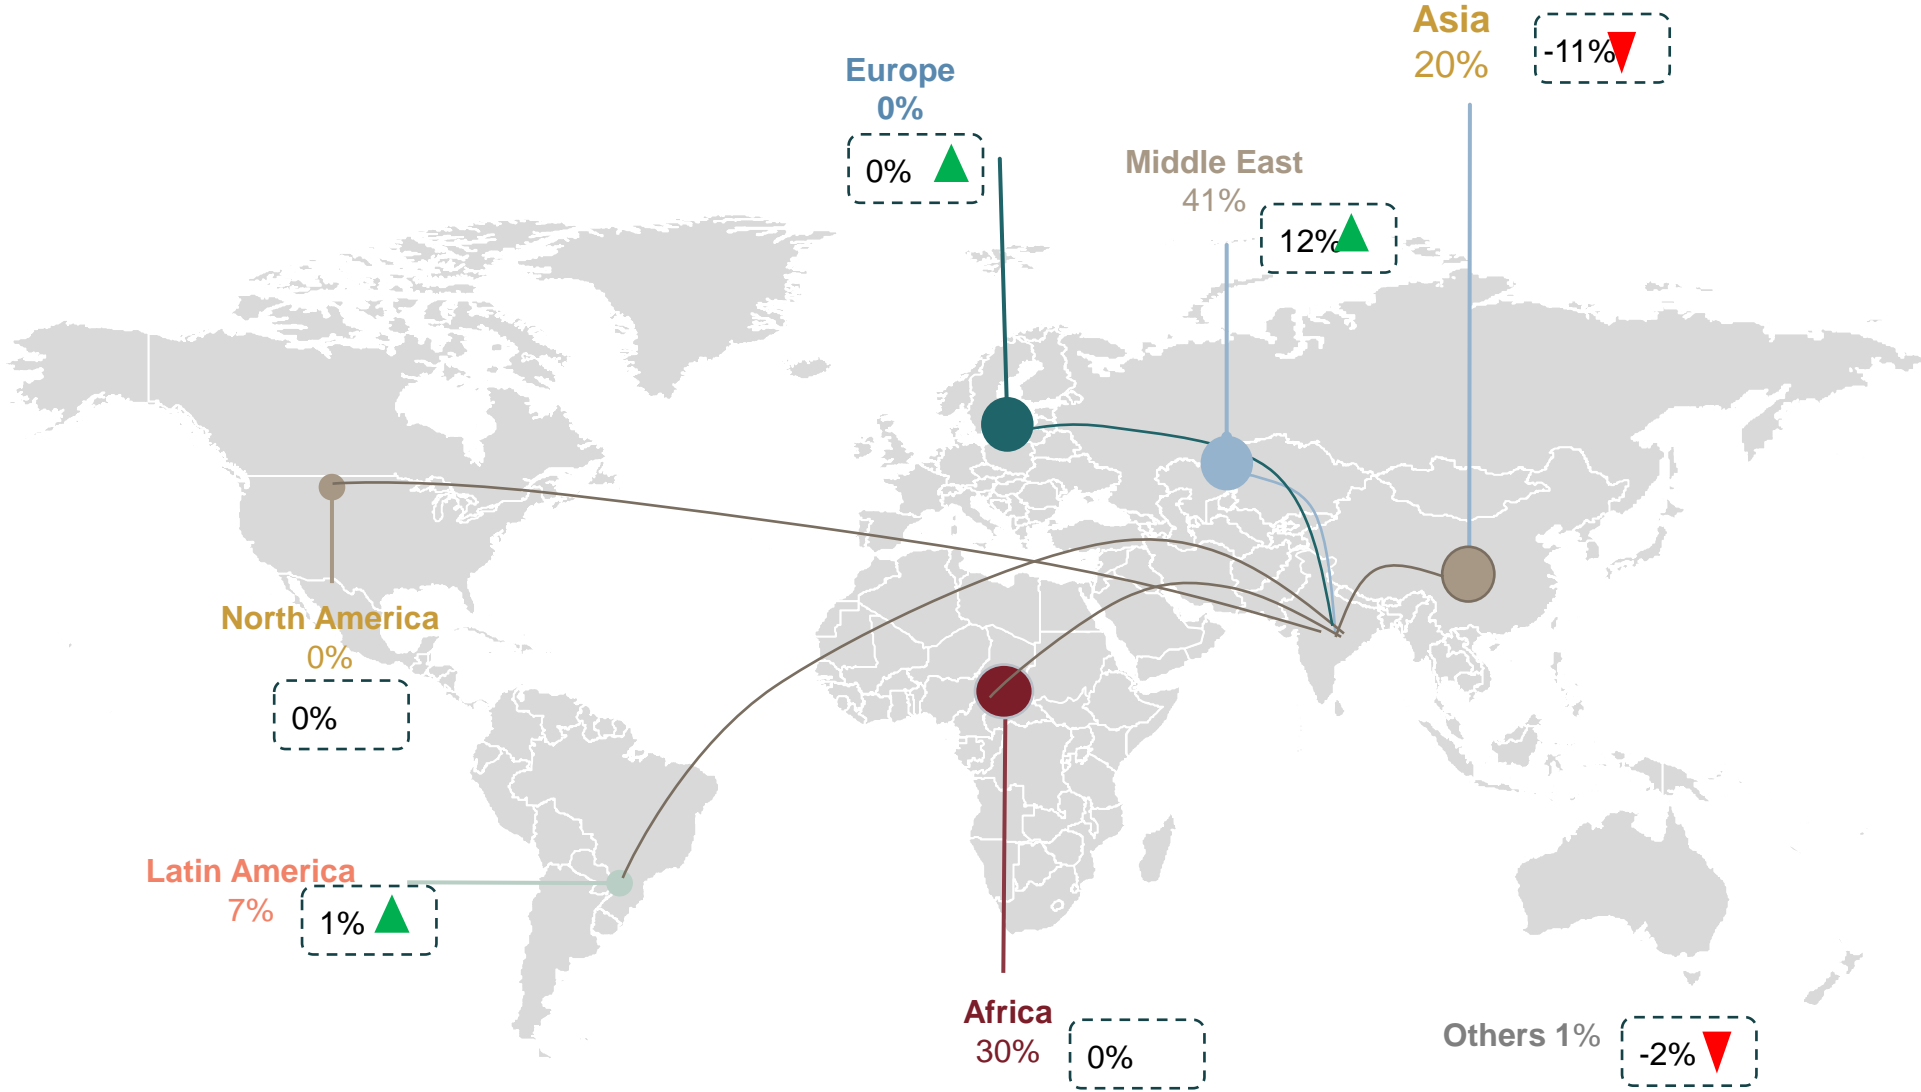 Asia
20%
-11%
Europe
0%
0%
Middle East
41%
12%
North America
0%
0%
Latin America
7%
1%
Africa
30%
0%
Others 1%
-2%